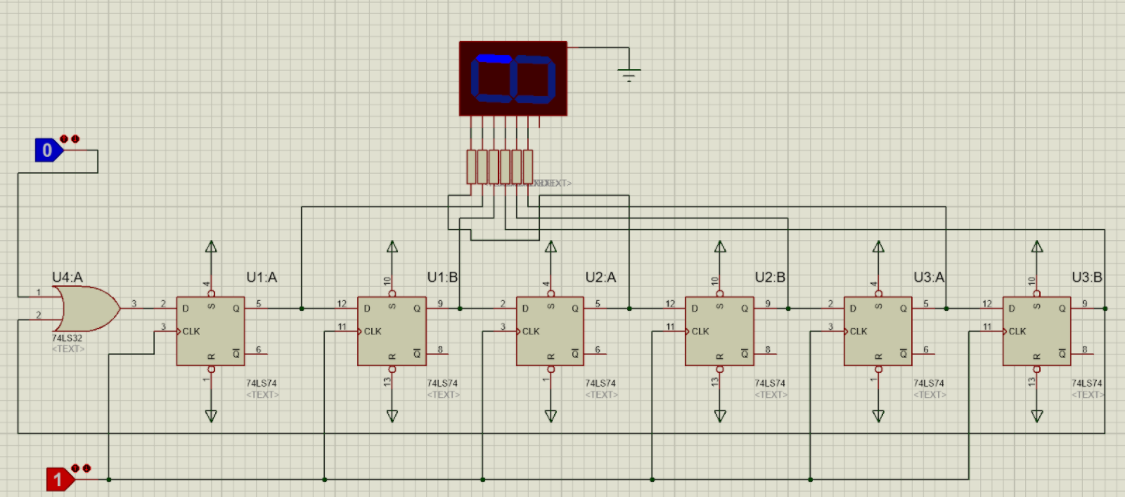 0
TEXT>
U4:A
U1:A
U1:B
U2:A
U2:B
U3:A
U3:B
4
10
4
10
4
10
1
2
3
2
D
S
Q
5
12
D
S
Q
9
2
D
S
Q
5
12
D
S
Q
9
2
D
S
Q
5
12
D
S
Q
9
3
CLK
11
CLK
3
CLK
11
CLK
3
CLK
11
CLK
74LS32
<TEXT>
R
Q
6
R
Q
8
R
Q
6
R
Q
8
R
Q
6
R
Q
8
1
13
1
13
1
13
74LS74
<TEXT>
74LS74
<TEXT>
74LS74
<TEXT>
74LS74
<TEXT>
74LS74
<TEXT>
74LS74
<TEXT>
1